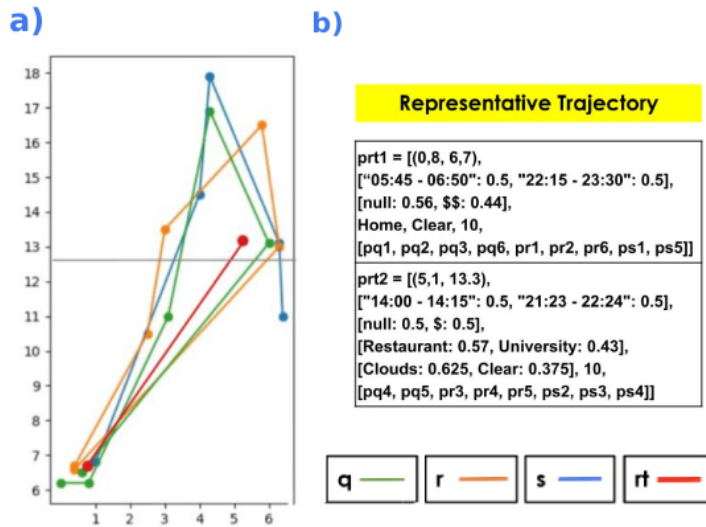 a)
b)
18
17
16
15
14
13
12
11
10
9
8
7
6
1 2 3 4 5 6
Representative Trajectory
prt1 = [(0,8, 6,7),
["05:45 - 06:50": 0.5, "22:15 - 23:30": 0.5],
[null: 0.56, $$: 0.44],
Home, Clear, 10,
[pq1, pq2, pq3, pq6, pr1, pr2, pr6, ps1, ps5]]
prt2 = [(5,1, 13.3),
["14:00 - 14:15": 0.5, "21:23 - 22:24": 0.5],
[null: 0.5, $: 0.5],
[Restaurant: 0.57, University: 0.43],
[Clouds: 0.625, Clear: 0.375], 10,
[pq4, pq5, pr3, pr4, pr5, ps2, ps3, ps4]]
q r s rt